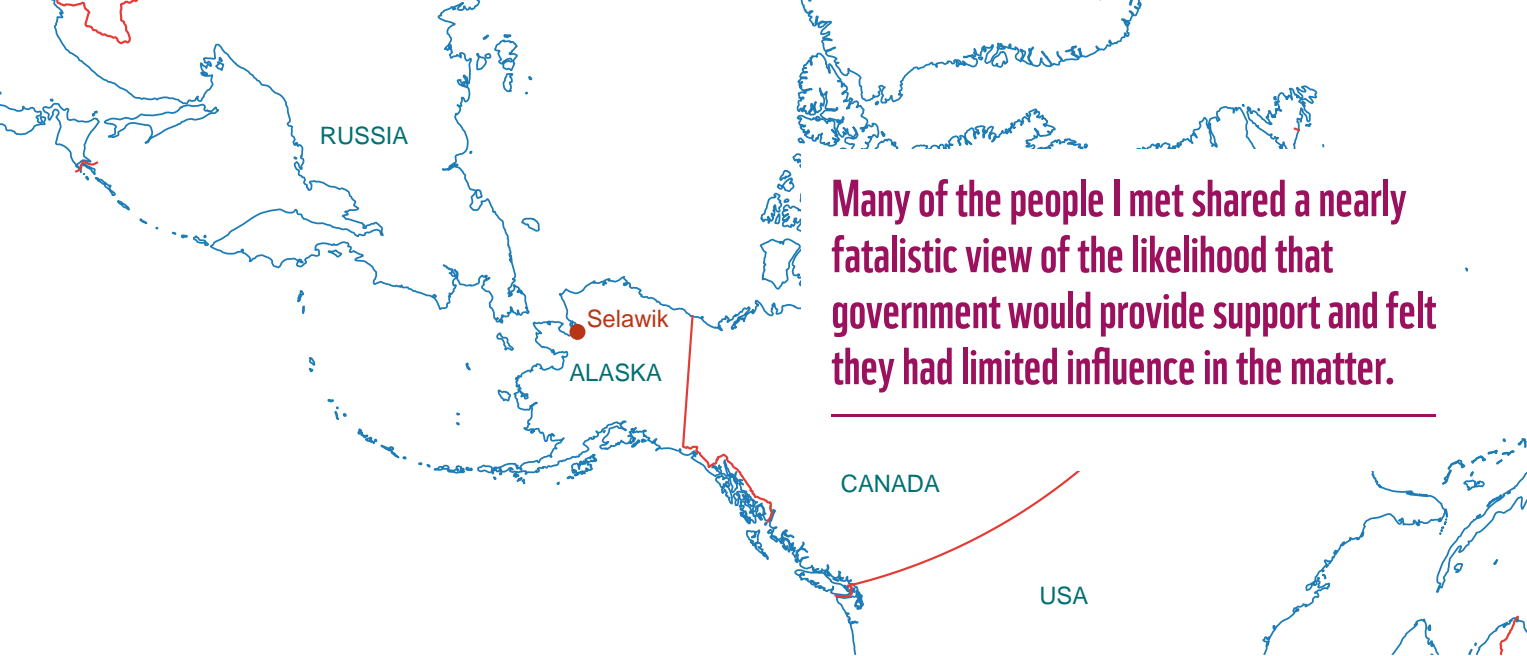 RUSSIA
Many of the people I met shared a nearly
fatalistic view of the likelihood that
government would provide support and felt
they had limited influence in the matter.
Selawik
ALASKA
CANADA
USA